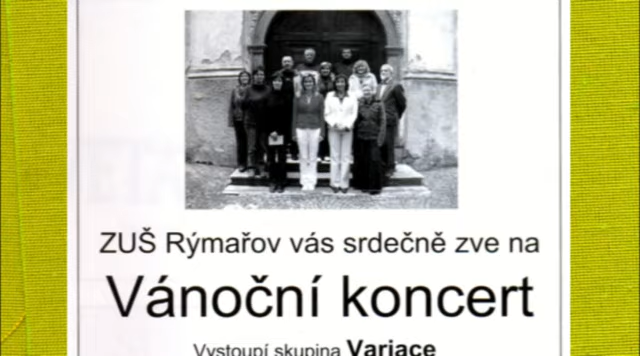 ZUŠ Rýmařov vás srdečně zve na
Vánoční koncert
Vystoupí skupina Variace